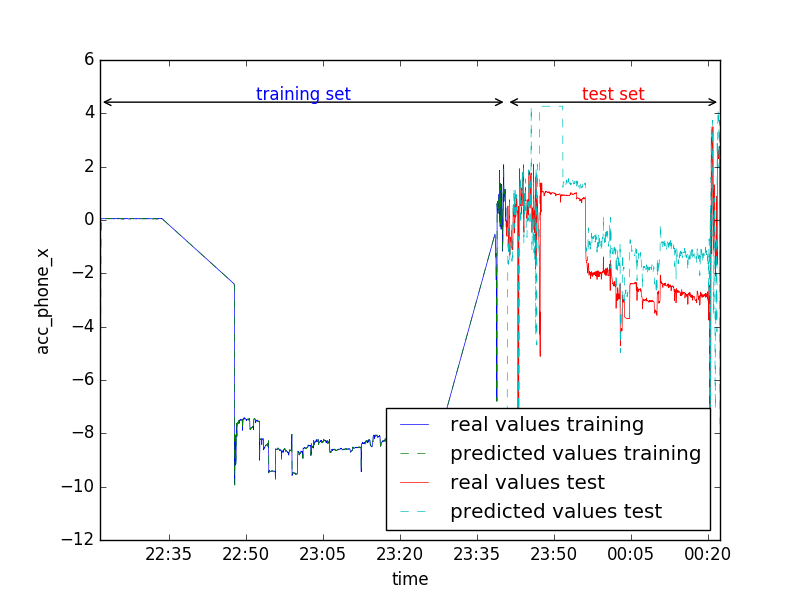 6
4
2
0
−2
−4
−6
−8
−10
−12
acc_phone_x
training set
test set
real values training
predicted values training
real values test
predicted values test
22:35 22:50 23:05 23:20 23:35 23:50 00:05 00:20
time